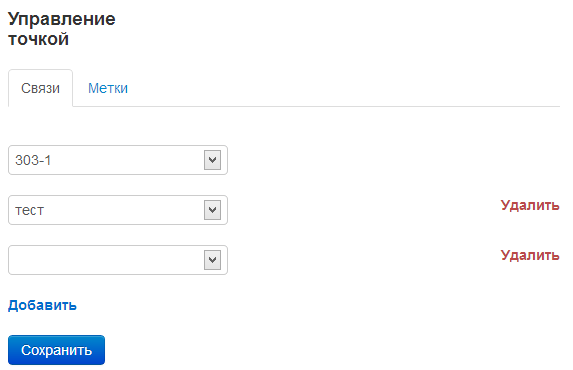 Управление
точкой
Связи Метки
303-1
тест Удалить
Удалить
Добавить
Сохранить